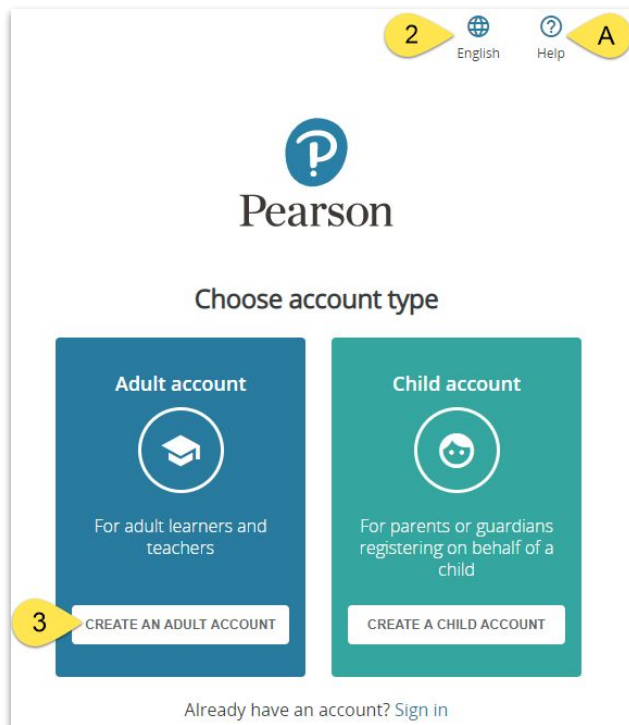 2
English
Help
A
Pearson
Choose account type
Adult account
For adult learners and
teachers
3
CREATE AN ADULT ACCOUNT
Child account
For parents or guardians
registering on behalf of a
child
CREATE A CHILD ACCOUNT
Already have an account? Sign in